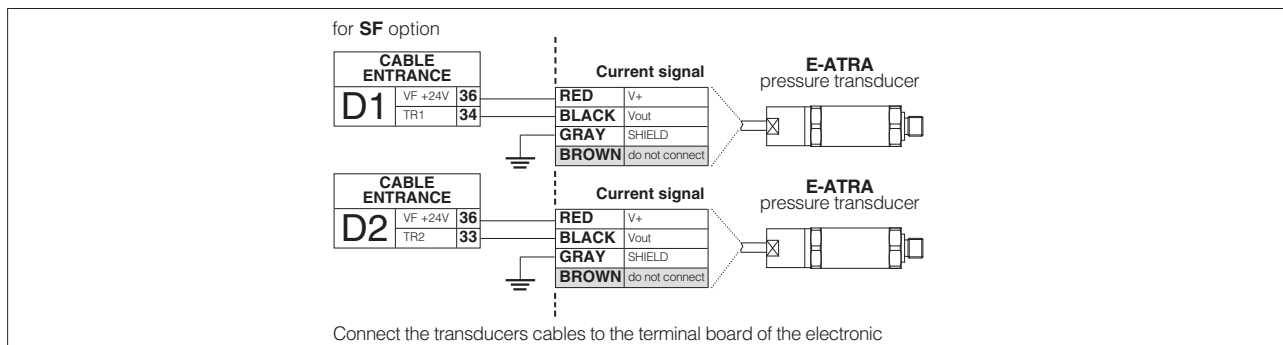 for SF option
CABLE ENTRANCE
D1
VF +24V 36
TR1 34
Current signal
RED V+
BLACK Vout
GRAY SHIELD
BROWN do not connect
E-ATRA
pressure transducer
CABLE ENTRANCE
D2
VF +24V 36
TR2 33
Current signal
RED V+
BLACK Vout
GRAY SHIELD
BROWN do not connect
E-ATRA
pressure transducer
Connect the transducers cables to the terminal board of the electronic